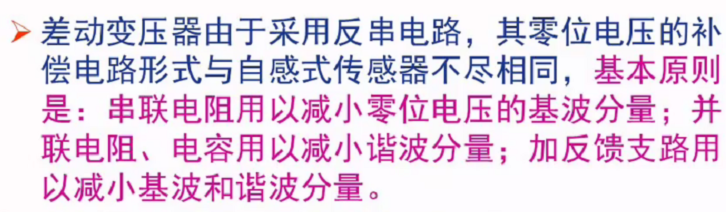 差动变压器由于采用反串电路，其零位电压的补
偿电路形式与自感式传感器不尽相同，基本原则
是：串联电阻用以减小零位电压的基波分量；并
联电阻、电容用以减小谐波分量；加反馈支路用
以减小基波和谐波分量。